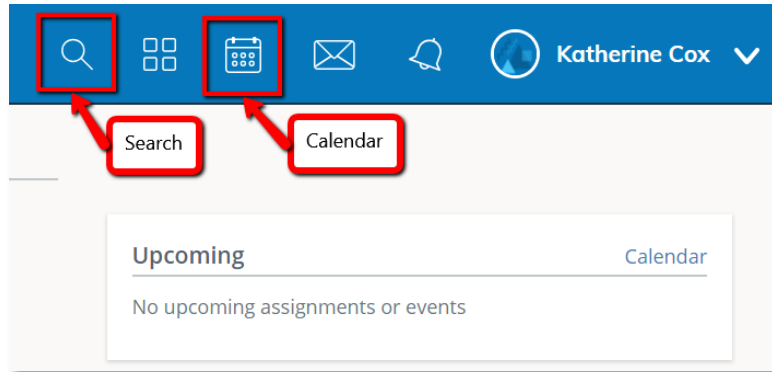 Katherine Cox
Search
Calendar
Upcoming
Calendar
No upcoming assignments or events